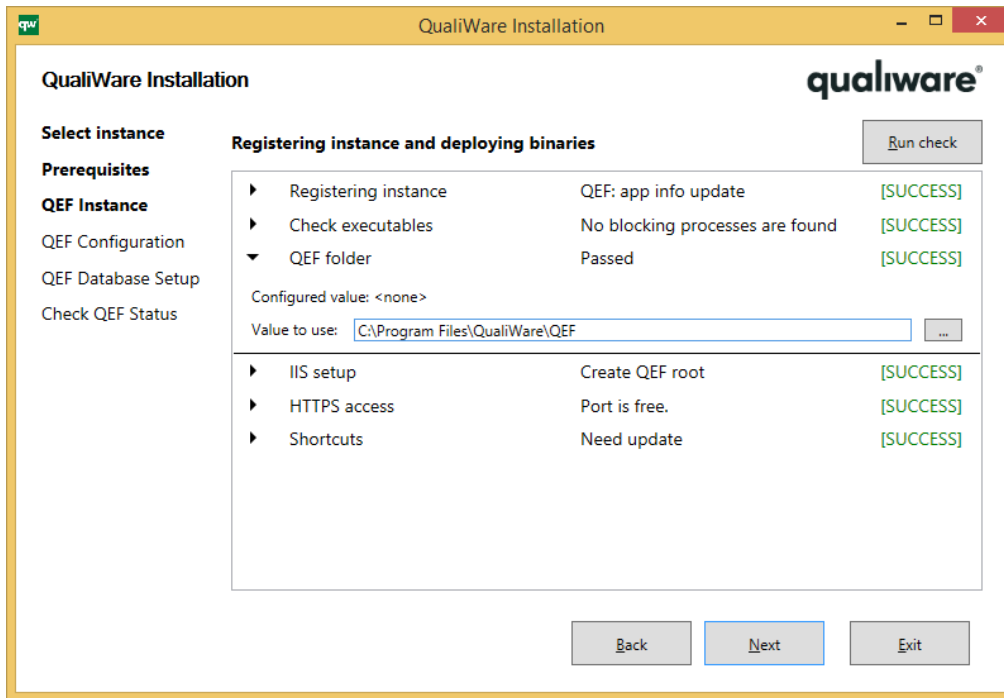 qw QualiWare Installation
QualiWare Installation
qualiware®
Select instance
Prerequisites
QEF Instance
QEF Configuration
QEF Database Setup
Check QEF Status
Registering instance and deploying binaries
Run check
Registering instance QEF: app info update [SUCCESS]
Check executables No blocking processes are found [SUCCESS]
QEF folder Passed [SUCCESS]
Configured value: <none>
Value to use: C:\Program Files\QualiWare\QEF ...
IIS setup Create QEF root [SUCCESS]
HTTPS access Port is free. [SUCCESS]
Shortcuts Need update [SUCCESS]
Back Next Exit